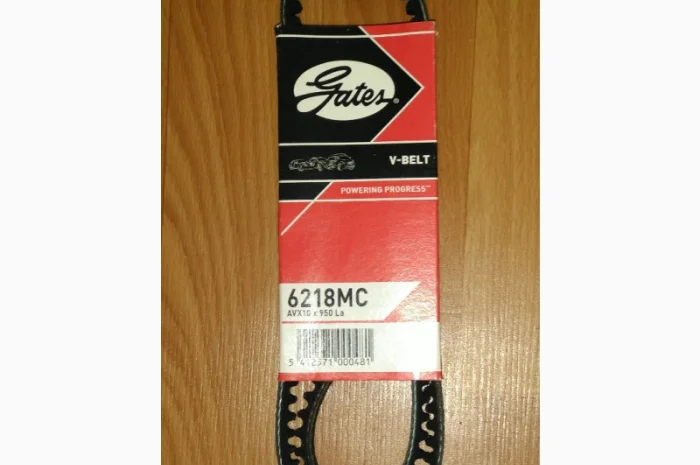 Gates®
V-BELT
POWERING PROGRESS™
6218MC
AVX10 x 950 La
5 412571 000481